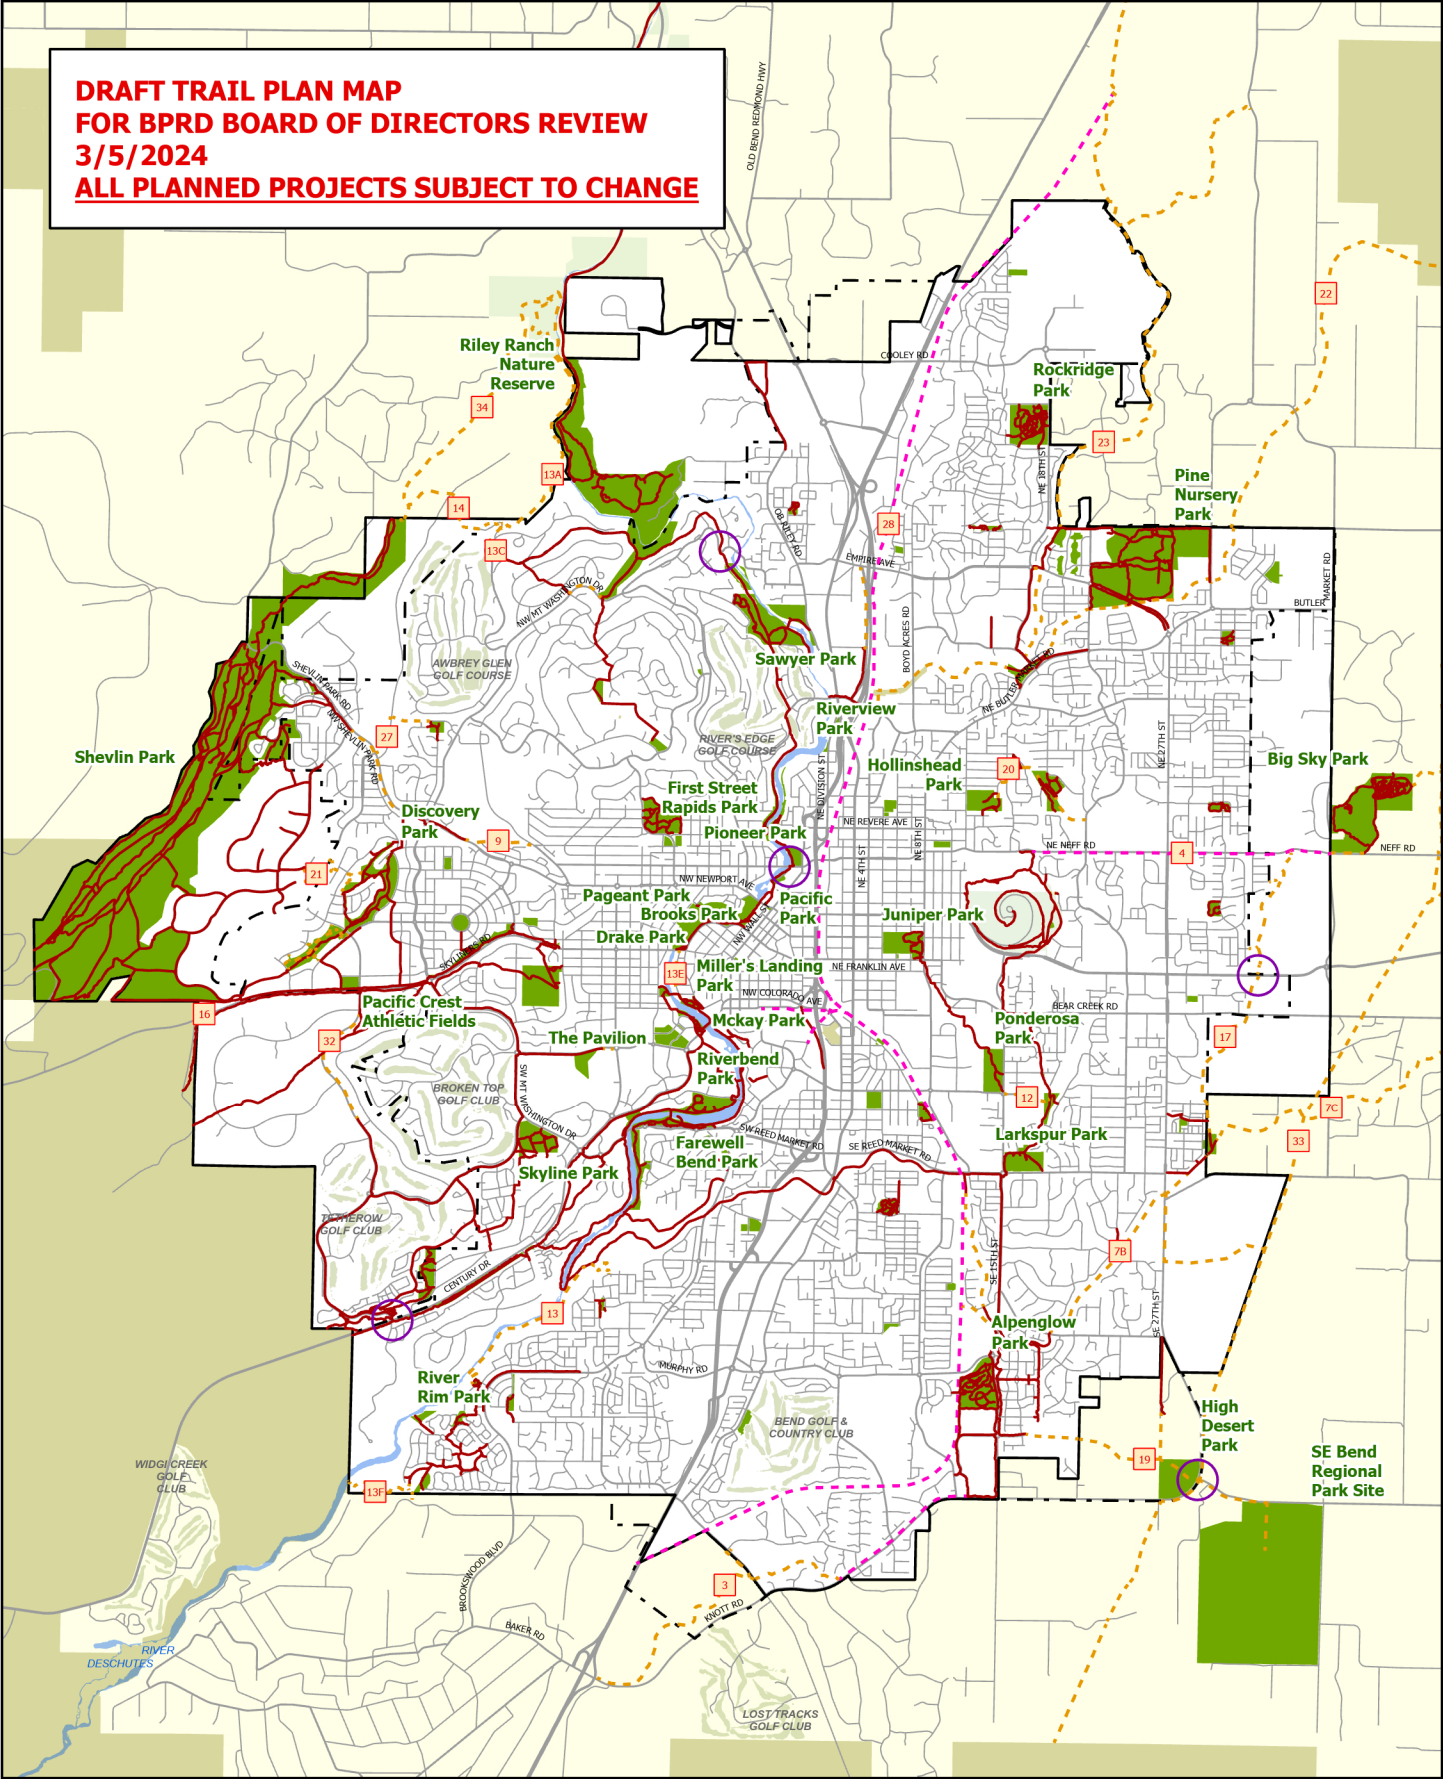 DRAFT TRAIL PLAN MAP
FOR BPRD BOARD OF DIRECTORS REVIEW
3/5/2024
ALL PLANNED PROJECTS SUBJECT TO CHANGE
OLD BEND REDMOND HWY
22
Riley Ranch
Nature
Reserve
COOLEY RD
Rockridge
Park
34
23
13A
NE 18TH ST
Pine
Nursery
Park
14
OB RILEY RD
28
13C
EMPIRE AVE
NW MT WASHINGTON DR
MARKET RD
BUTLER
BOYD ACRES RD
AWBREY GLEN
GOLF COURSE
Sawyer Park
SHEVLIN PARK RD
NE BUTLER MARKET RD
Riverview
Park
27
NW SHEVLIN PARK RD
RIVER'S EDGE
GOLF COURSE
NE 27TH ST
Shevlin Park
Hollinshead
Park
20
Big Sky Park
NE DIVISION ST
First Street
Rapids Park
Discovery
Park
Pioneer Park
NE REVERE AVE
9
NE 8TH ST
NE NEFF RD
4
NEFF RD
21
NE 4TH ST
NW NEWPORT AVE
Pageant Park
Brooks Park
Pacific
Park
Juniper Park
Drake Park
NW WALL ST
SKYLINERS RD
13E
Miller's Landing
Park
NE FRANKLIN AVE
NW COLORADO AVE
Pacific Crest
Athletic Fields
BEAR CREEK RD
16
Mckay Park
Ponderosa
Park
32
The Pavilion
17
Riverbend
Park
BROKEN TOP
GOLF CLUB
SW MT WASHINGTON DR
12
7C
Farewell
Bend Park
SW REED MARKET RD
SE REED MARKET RD
Larkspur Park
33
Skyline Park
TETHEROW
GOLF CLUB
7B
SE 15TH ST
CENTURY DR
13
SE 27TH ST
Alpenglow
Park
River
Rim Park
MURPHY RD
BEND GOLF &
COUNTRY CLUB
High
Desert
Park
WIDGI CREEK
GOLF
CLUB
19
SE Bend
Regional
Park Site
13F
BROOKSWOOD BLVD
3
KNOTT RD
BAKER RD
RIVER
DESCHUTES
LOST TRACKS
GOLF CLUB